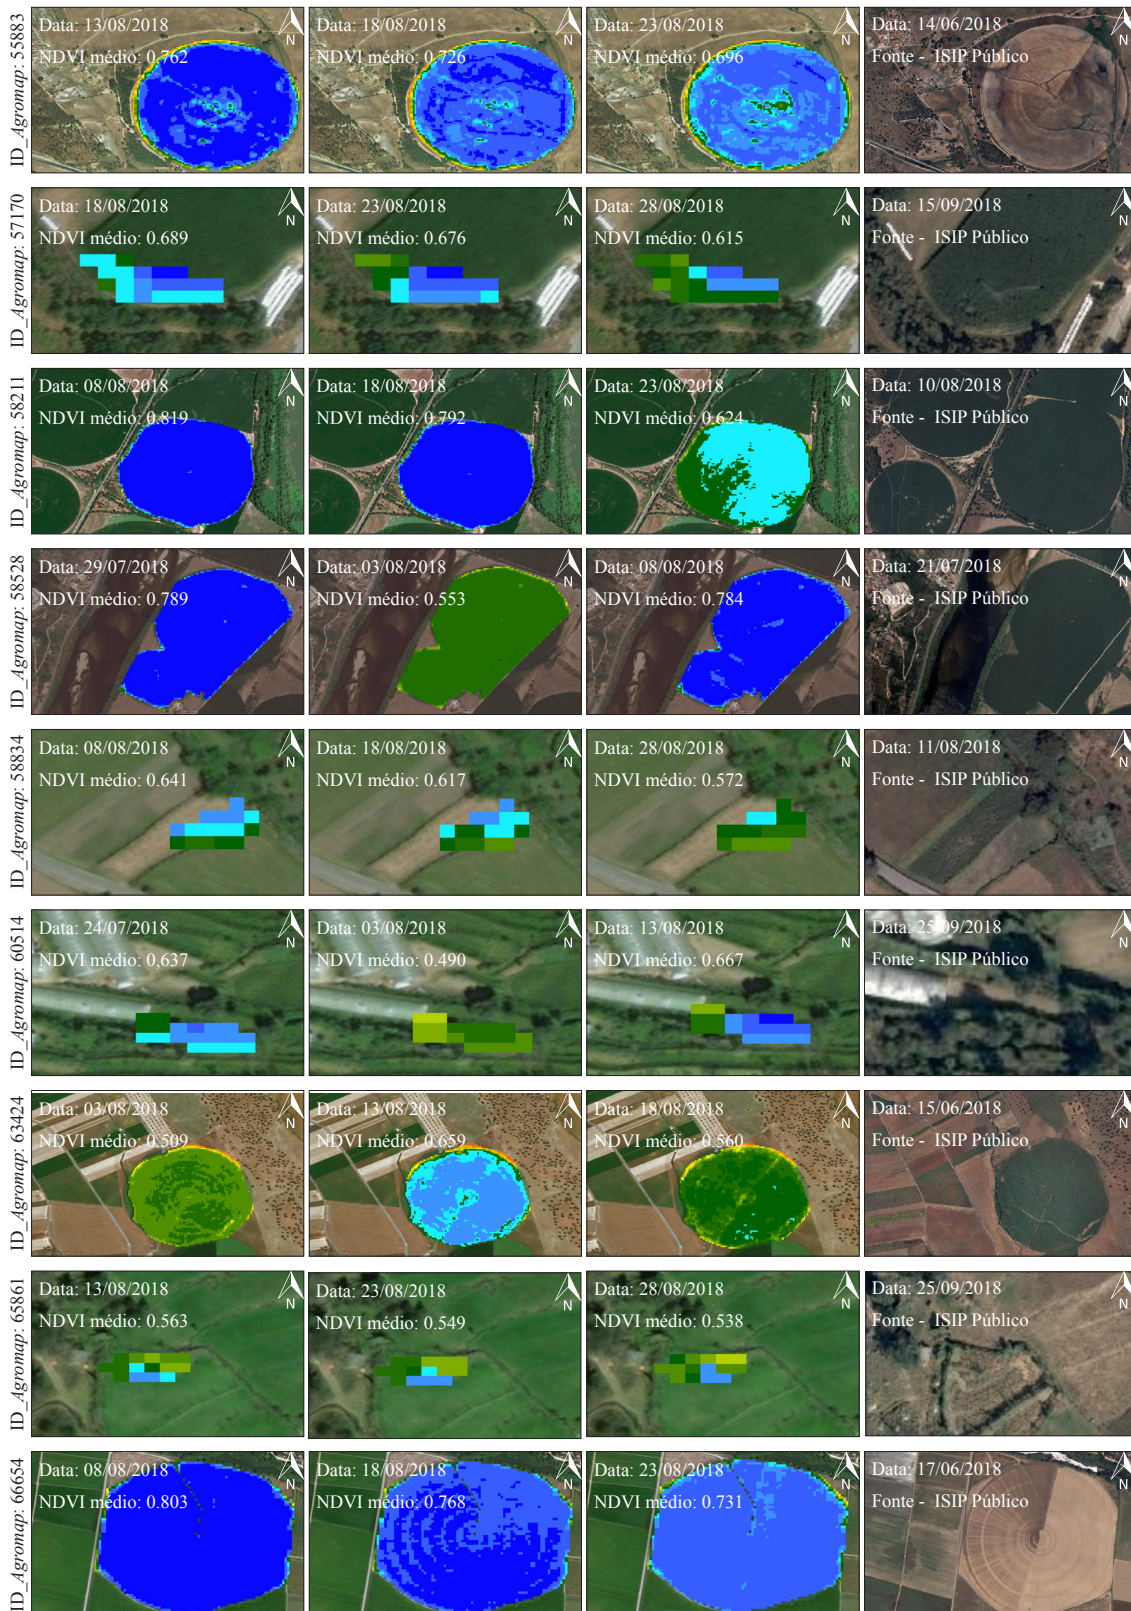 ID_Agromap: 55883
Data: 13/08/2018
NDVI médio: 0.762
N
Data: 18/08/2018
NDVI médio: 0.726
N
Data: 23/08/2018
NDVI médio: 0.696
N
Data: 14/06/2018
Fonte - ISIP Público
N
ID_Agromap: 57170
Data: 18/08/2018
NDVI médio: 0.689
N
Data: 23/08/2018
NDVI médio: 0.676
N
Data: 28/08/2018
NDVI médio: 0.615
N
Data: 15/09/2018
Fonte - ISIP Público
N
ID_Agromap: 58211
Data: 08/08/2018
NDVI médio: 0.819
N
Data: 18/08/2018
NDVI médio: 0.792
N
Data: 23/08/2018
NDVI médio: 0.624
N
Data: 10/08/2018
Fonte - ISIP Público
N
ID_Agromap: 58528
Data: 29/07/2018
NDVI médio: 0.789
N
Data: 03/08/2018
NDVI médio: 0.553
N
Data: 08/08/2018
NDVI médio: 0.784
N
Data: 21/07/2018
Fonte - ISIP Público
N
ID_Agromap: 58834
Data: 08/08/2018
NDVI médio: 0.641
N
Data: 18/08/2018
NDVI médio: 0.617
N
Data: 28/08/2018
NDVI médio: 0.572
N
Data: 11/08/2018
Fonte - ISIP Público
N
ID_Agromap: 60514
Data: 24/07/2018
NDVI médio: 0,637
N
Data: 03/08/2018
NDVI médio: 0.490
N
Data: 13/08/2018
NDVI médio: 0.667
N
Data: 25/09/2018
Fonte - ISIP Público
N
ID_Agromap: 63424
Data: 03/08/2018
NDVI médio: 0.509
N
Data: 13/08/2018
NDVI médio: 0.659
N
Data: 18/08/2018
NDVI médio: 0.560
N
Data: 15/06/2018
Fonte - ISIP Público
N
ID_Agromap: 65861
Data: 13/08/2018
NDVI médio: 0.563
N
Data: 23/08/2018
NDVI médio: 0.549
N
Data: 28/08/2018
NDVI médio: 0.538
N
Data: 25/09/2018
Fonte - ISIP Público
N
ID_Agromap: 66654
Data: 08/08/2018
NDVI médio: 0.803
N
Data: 18/08/2018
NDVI médio: 0.768
N
Data: 23/08/2018
NDVI médio: 0.731
N
Data: 17/06/2018
Fonte - ISIP Público
N